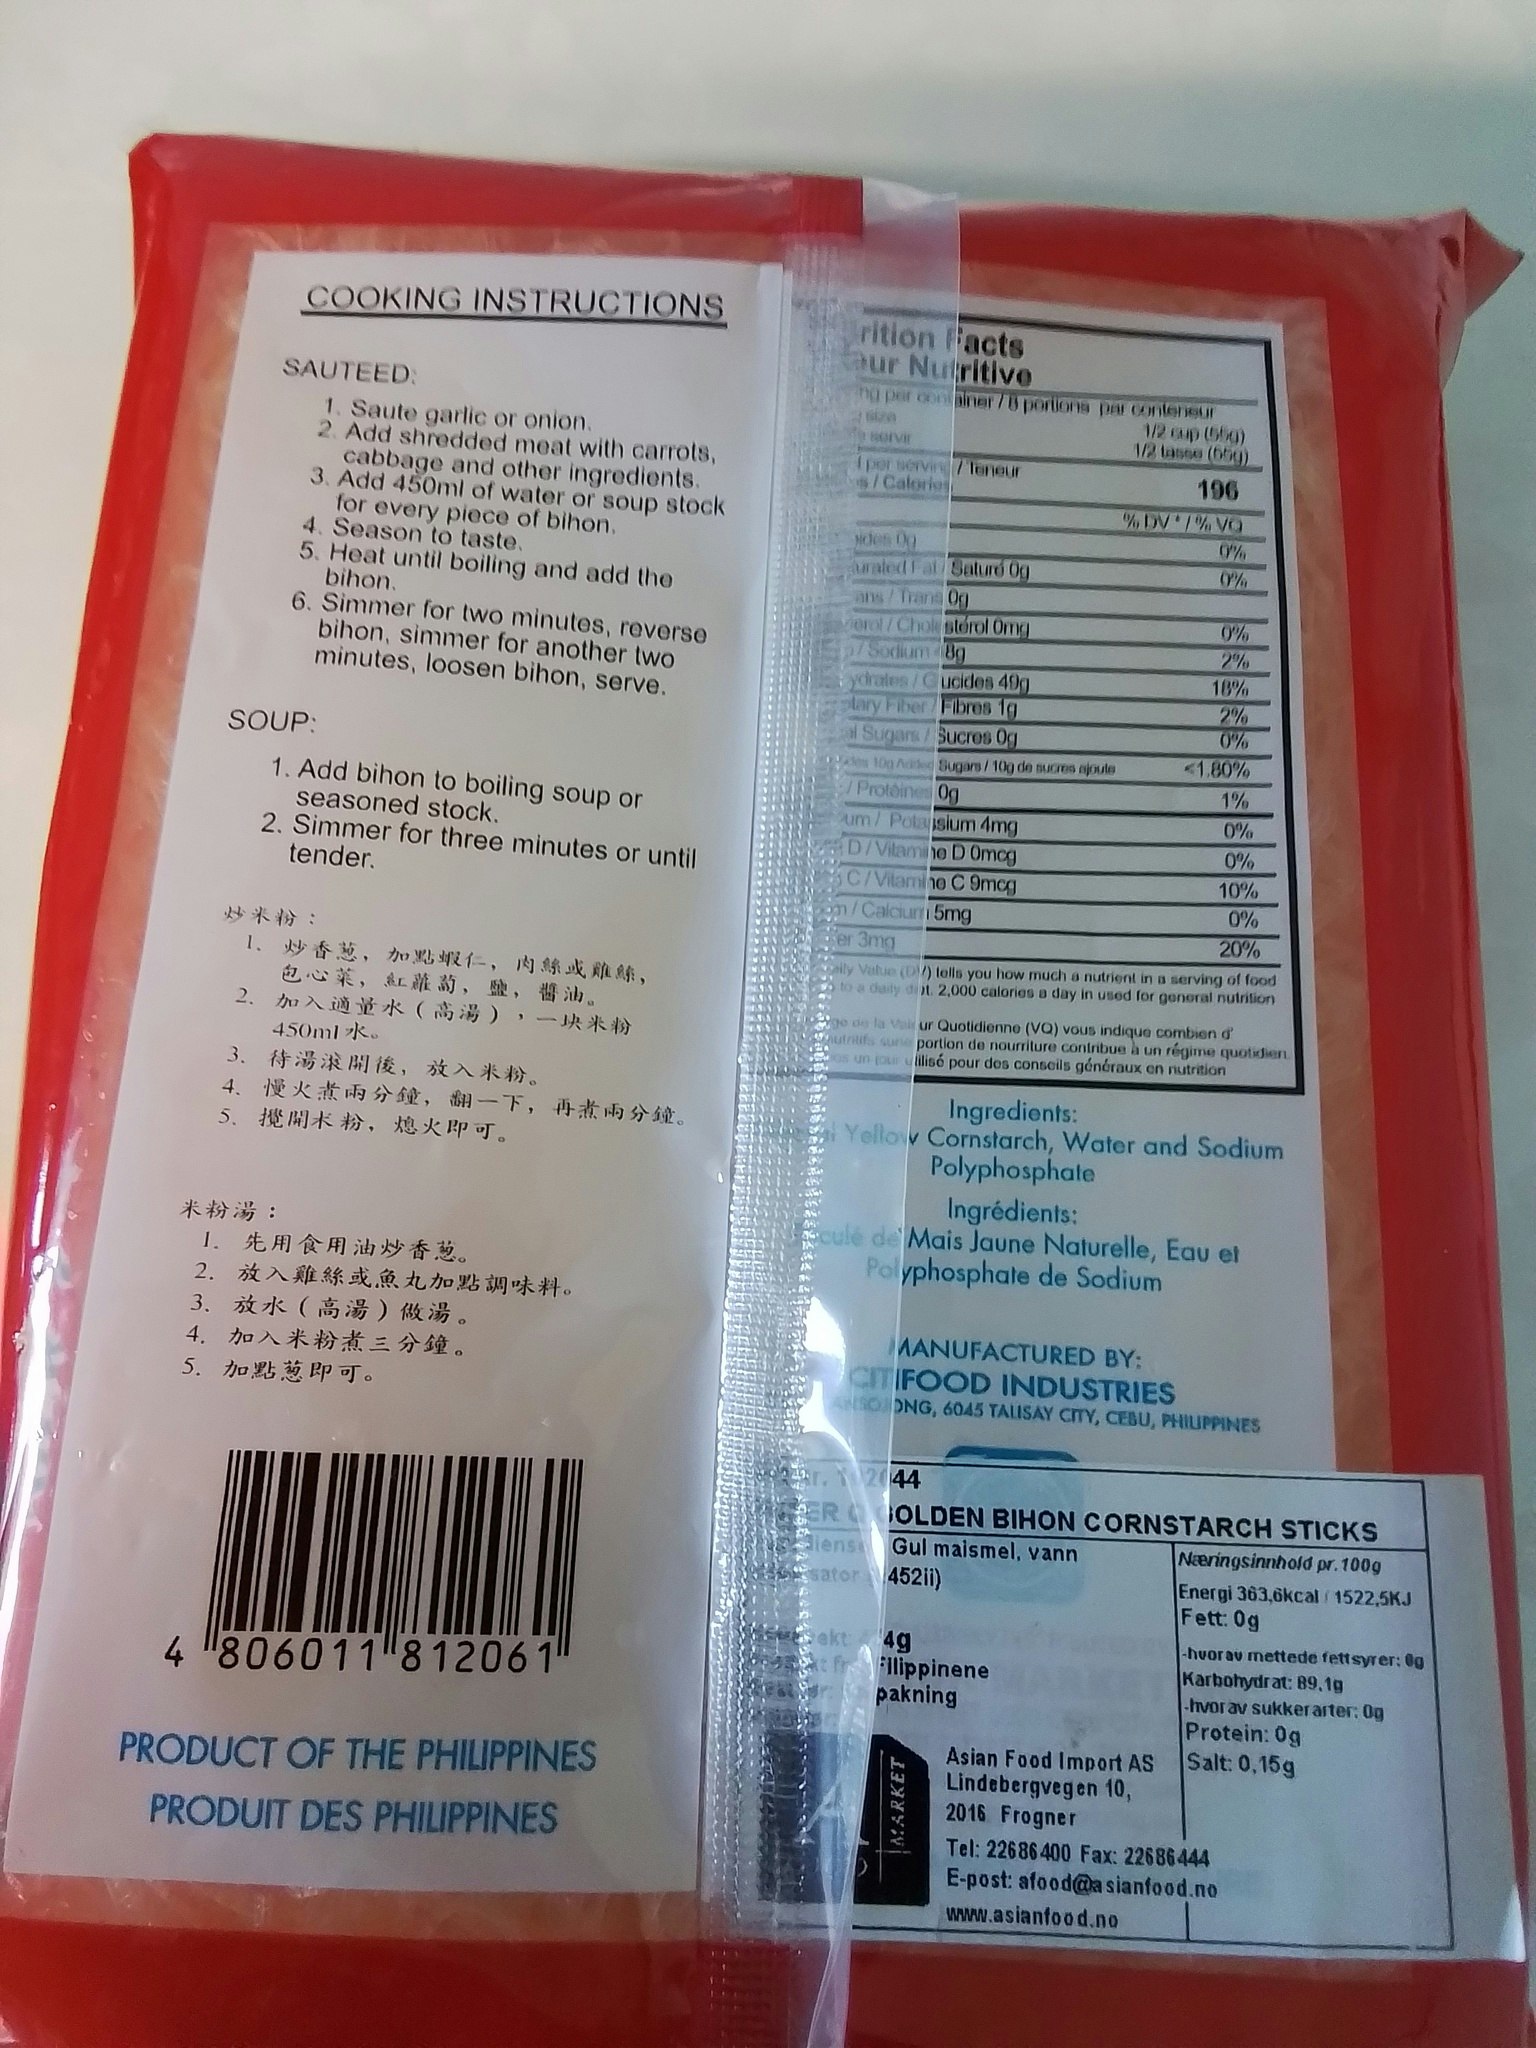 COOKING INSTRUCTIONS
SAUTEED:
1. Saute garlic or onion.
2. Add shredded meat with carrots,
cabbage and other ingredients.
3. Add 450ml of water or soup stock
for every piece of bihon.
4. Season to taste.
5. Heat until boiling and add the
bihon.
6. Simmer for two minutes, reverse
bihon, simmer for another two
minutes, loosen bihon, serve.
SOUP:
1. Add bihon to boiling soup or
seasoned stock.
2. Simmer for three minutes or until
tender.
炒米粉：
1. 炒香葱，加點蝦仁，肉絲或雞絲，
包心菜，紅蘿蔔，鹽，醬油。
2. 加入適量水（高湯），一块米粉
450ml 水。
3. 待湯滾開後，放入米粉。
4. 慢火煮兩分鐘，翻一下，再煮兩分鐘。
5. 攪開米粉，熄火即可。
米粉湯：
1. 先用食用油炒香葱。
2. 放入雞絲或魚丸加點調味料。
3. 放水（高湯）做湯。
4. 加入米粉煮三分鐘。
5. 加點葱即可。
4 806011 812061
PRODUCT OF THE PHILIPPINES
PRODUIT DES PHILIPPINES
Facts
Nutritive
per container / 8 portions par conteneur
size 1/2 cup (55g)
servir 1/2 tasse (55g)
per serving / Teneur
/ Calories 196
% DV * / % VQ
0g 0%
Fat / Saturé 0g 0%
/ Trans 0g
/ Cholestérol 0mg 0%
/ Sodium 48g 2%
/ Glucides 49g 18%
Fiber / Fibres 1g 2%
Sugars / Sucres 0g 0%
10g Added Sugars / 10g de sucres ajoute <1.80%
/ Protéines 0g 1%
/ Potassium 4mg 0%
D / Vitamine D 0mcg 0%
C / Vitamine C 9mcg 10%
/ Calcium 5mg 0%
3mg 20%
Value (DV) tells you how much a nutrient in a serving of food
to a daily diet. 2,000 calories a day in used for general nutrition
de la Valeur Quotidienne (VQ) vous indique combien d'
portion de nourriture contribue à un régime quotidien.
un jour utilisé pour des conseils généraux en nutrition
Ingredients:
Yellow Cornstarch, Water and Sodium
Polyphosphate
Ingrédients:
de Mais Jaune Naturelle, Eau et
Polyphosphate de Sodium
MANUFACTURED BY:
CITIFOOD INDUSTRIES
6045 TALISAY CITY, CEBU, PHILIPPINES
GOLDEN BIHON CORNSTARCH STICKS
Gul maismel, vann
452ii)
Filippinene
pakning
MARKET
Asian Food Import AS
Lindebergvegen 10,
2016 Frogner
Tel: 22686400 Fax: 22686444
E-post: afood@asianfood.no
www.asianfood.no
Næringsinnhold pr.100g
Energi 363,6kcal / 1522,5KJ
Fett: 0g
-hvorav mettede fettsyrer: 0g
Karbohydrat: 89,1g
-hvorav sukkerarter: 0g
Protein: 0g
Salt: 0,15g